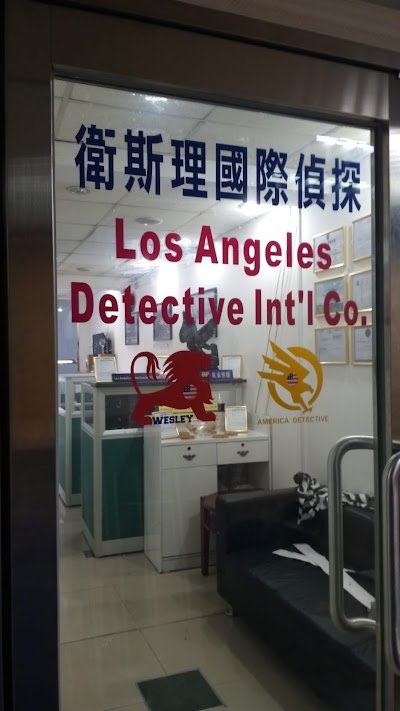 衛斯理國際偵探
Los Angeles
Detective Int'l Co.
WESLEY
AMERICA DETECTIVE